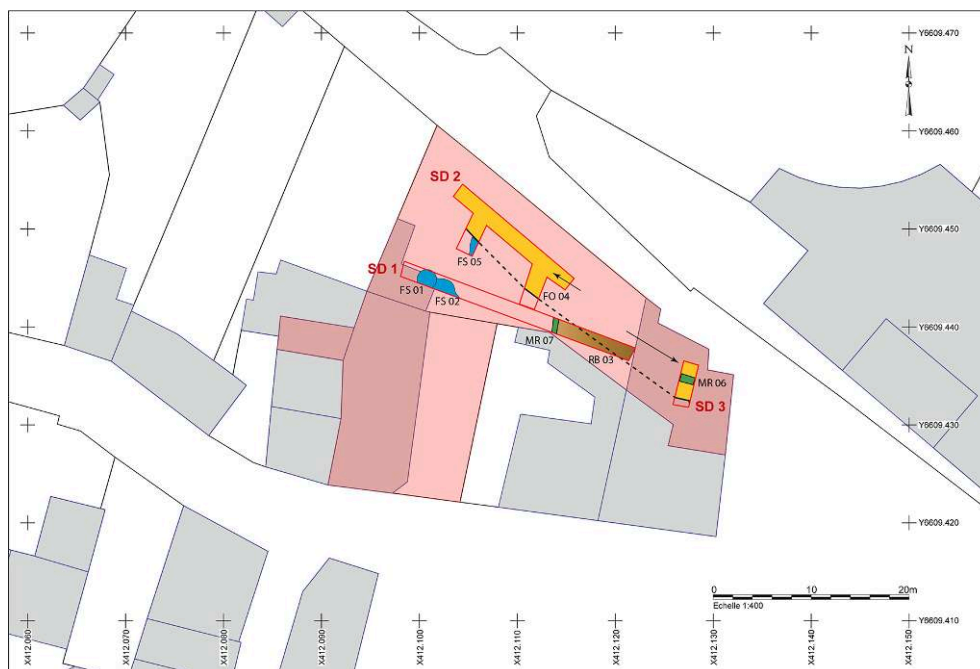 Y6609.470
N
Y6609.460
SD 2
Y6609.450
FS 05
SD 1
FS 01
FS 02
FO 04
Y6609.440
MR 07
RB 03
MR 06
SD 3
Y6609.430
Y6609.420
0 10 20m
Echelle 1:400
Y6609.410
X412.060
X412.070
X412.080
X412.090
X412.100
X412.110
X412.120
X412.130
X412.140
X412.150